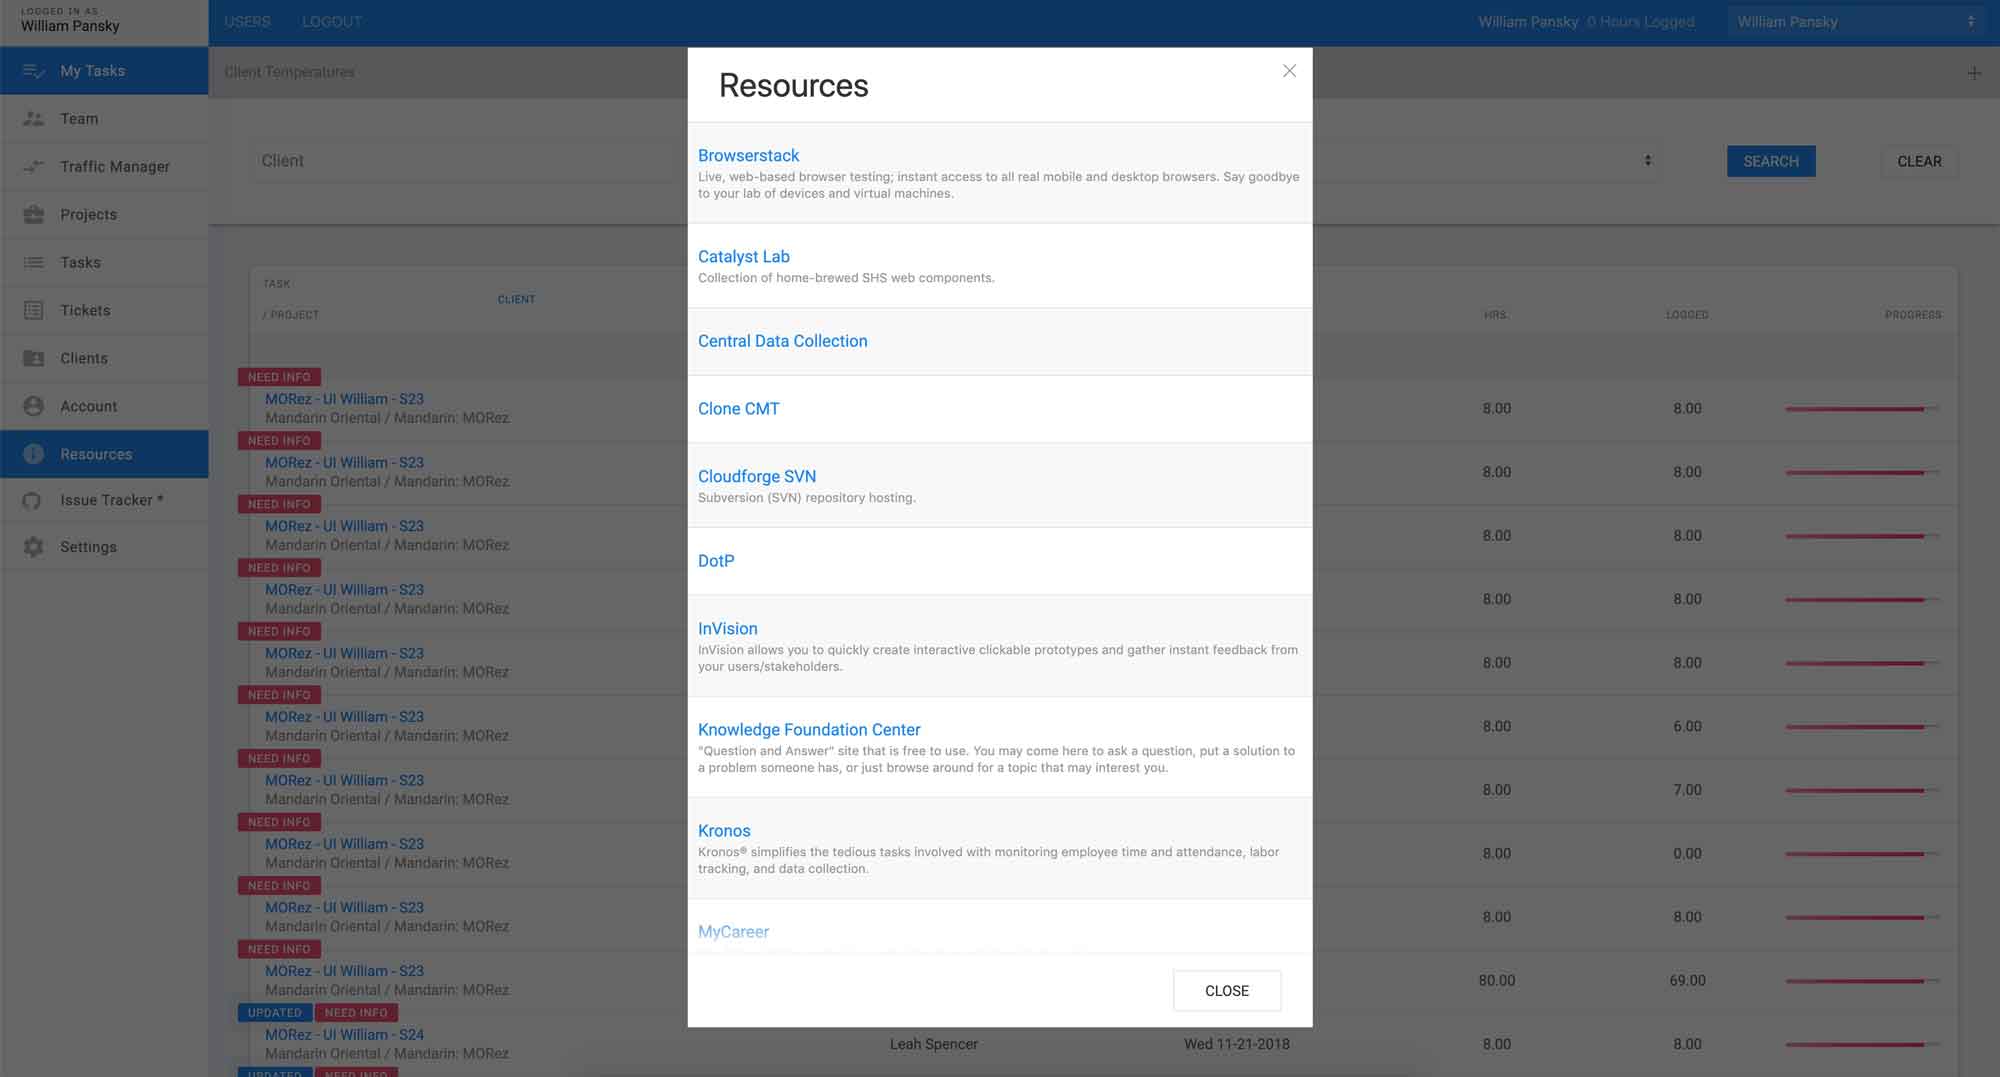 LOGGED IN AS
William Pansky
USERS
LOGOUT
William Pansky 0 Hours Logged
William Pansky
My Tasks
Team
Traffic Manager
Projects
Tasks
Tickets
Clients
Account
Resources
Issue Tracker *
Settings
Client Temperatures
Client
SEARCH
CLEAR
TASK
/ PROJECT
CLIENT
HRS.
LOGGED
PROGRESS
NEED INFO
MORez - UI William - S23
Mandarin Oriental / Mandarin: MORez
8.00
8.00
NEED INFO
MORez - UI William - S23
Mandarin Oriental / Mandarin: MORez
8.00
8.00
NEED INFO
MORez - UI William - S23
Mandarin Oriental / Mandarin: MORez
8.00
8.00
NEED INFO
MORez - UI William - S23
Mandarin Oriental / Mandarin: MORez
8.00
8.00
NEED INFO
MORez - UI William - S23
Mandarin Oriental / Mandarin: MORez
8.00
8.00
NEED INFO
MORez - UI William - S23
Mandarin Oriental / Mandarin: MORez
8.00
6.00
NEED INFO
MORez - UI William - S23
Mandarin Oriental / Mandarin: MORez
8.00
7.00
NEED INFO
MORez - UI William - S23
Mandarin Oriental / Mandarin: MORez
8.00
0.00
NEED INFO
MORez - UI William - S23
Mandarin Oriental / Mandarin: MORez
8.00
8.00
NEED INFO
MORez - UI William - S23
Mandarin Oriental / Mandarin: MORez
80.00
69.00
UPDATED NEED INFO
MORez - UI William - S24
Mandarin Oriental / Mandarin: MORez
Leah Spencer
Wed 11-21-2018
8.00
8.00
UPDATED NEED INFO
Resources
Browserstack
Live, web-based browser testing; instant access to all real mobile and desktop browsers. Say goodbye
to your lab of devices and virtual machines.
Catalyst Lab
Collection of home-brewed SHS web components.
Central Data Collection
Clone CMT
Cloudforge SVN
Subversion (SVN) repository hosting.
DotP
InVision
InVision allows you to quickly create interactive clickable prototypes and gather instant feedback from
your users/stakeholders.
Knowledge Foundation Center
"Question and Answer" site that is free to use. You may come here to ask a question, put a solution to
a problem someone has, or just browse around for a topic that may interest you.
Kronos
Kronos® simplifies the tedious tasks involved with monitoring employee time and attendance, labor
tracking, and data collection.
MyCareer
CLOSE